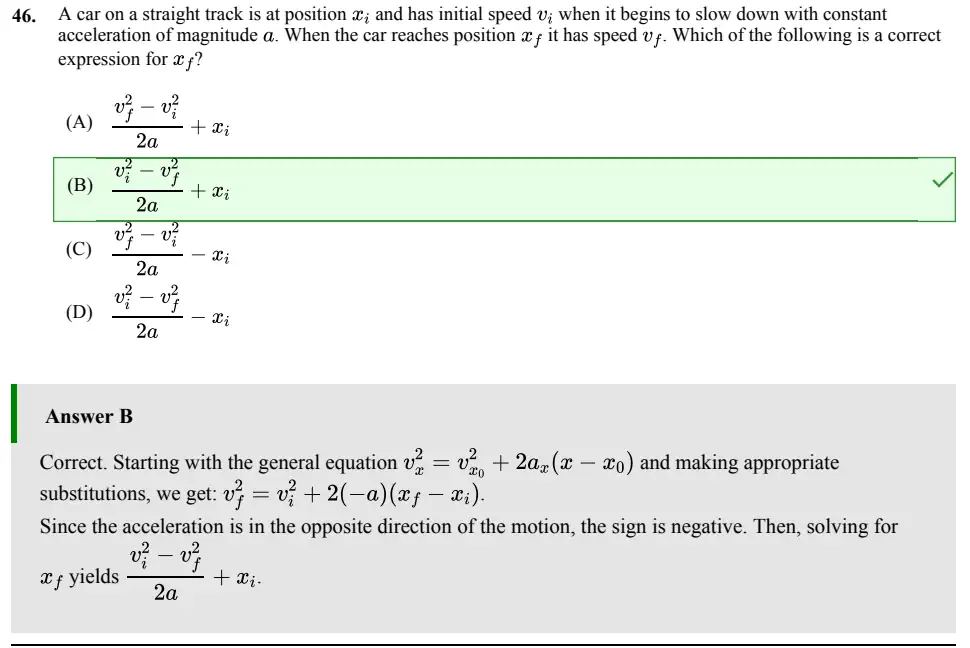 46. A car on a straight track is at position x_i and has initial speed v_i when it begins to slow down with constant
acceleration of magnitude a. When the car reaches position x_f it has speed v_f. Which of the following is a correct
expression for x_f?
(A) \frac{v_f^2 - v_i^2}{2a} + x_i
(B) \frac{v_i^2 - v_f^2}{2a} + x_i ✓
(C) \frac{v_f^2 - v_i^2}{2a} - x_i
(D) \frac{v_i^2 - v_f^2}{2a} - x_i
Answer B
Correct. Starting with the general equation v_x^2 = v_{x_0}^2 + 2a_x(x - x_0) and making appropriate
substitutions, we get: v_f^2 = v_i^2 + 2(-a)(x_f - x_i).
Since the acceleration is in the opposite direction of the motion, the sign is negative. Then, solving for
x_f yields \frac{v_i^2 - v_f^2}{2a} + x_i.